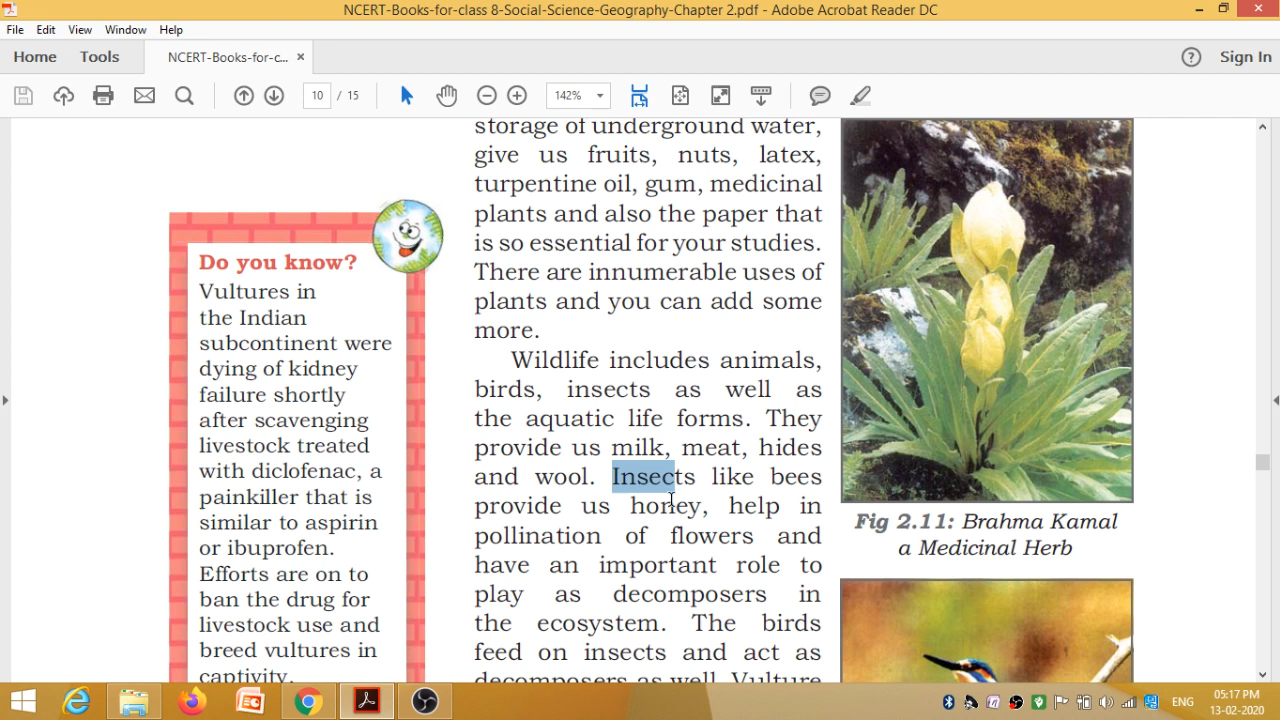 NCERT-Books-for-class 8-Social-Science-Geography-Chapter 2.pdf - Adobe Acrobat Reader DC
File Edit View Window Help
Home Tools NCERT-Books-for-c... ×
Sign In
10 / 15 142%
storage of underground water,
give us fruits, nuts, latex,
turpentine oil, gum, medicinal
plants and also the paper that
is so essential for your studies.
There are innumerable uses of
plants and you can add some
more.
Wildlife includes animals,
birds, insects as well as
the aquatic life forms. They
provide us milk, meat, hides
and wool. Insects like bees
provide us honey, help in
pollination of flowers and
have an important role to
play as decomposers in
the ecosystem. The birds
feed on insects and act as
decomposers as well. Vulture
Do you know?
Vultures in
the Indian
subcontinent were
dying of kidney
failure shortly
after scavenging
livestock treated
with diclofenac, a
painkiller that is
similar to aspirin
or ibuprofen.
Efforts are on to
ban the drug for
livestock use and
breed vultures in
captivity.
Fig 2.11: Brahma Kamal
a Medicinal Herb
ENG
05:17 PM
13-02-2020